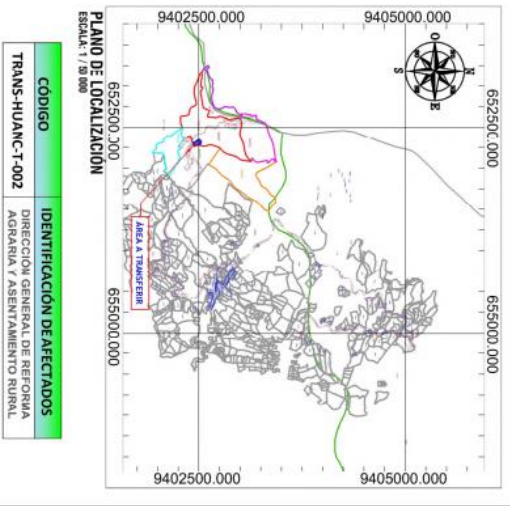 9402500.000
9405000.000
652500.000
652500.000
N
O
E
S
655000.000
655000.000
ÁREA A TRANSFERIR
9402500.000
9405000.000
PLANO DE LOCALIZACIÓN
ESCALA: 1 / 50 000
CÓDIGO
IDENTIFICACIÓN DE AFECTADOS
TRANS-HUANC-T-002
DIRECCIÓN GENERAL DE REFORMA
AGRARIA Y ASENTAMIENTO RURAL